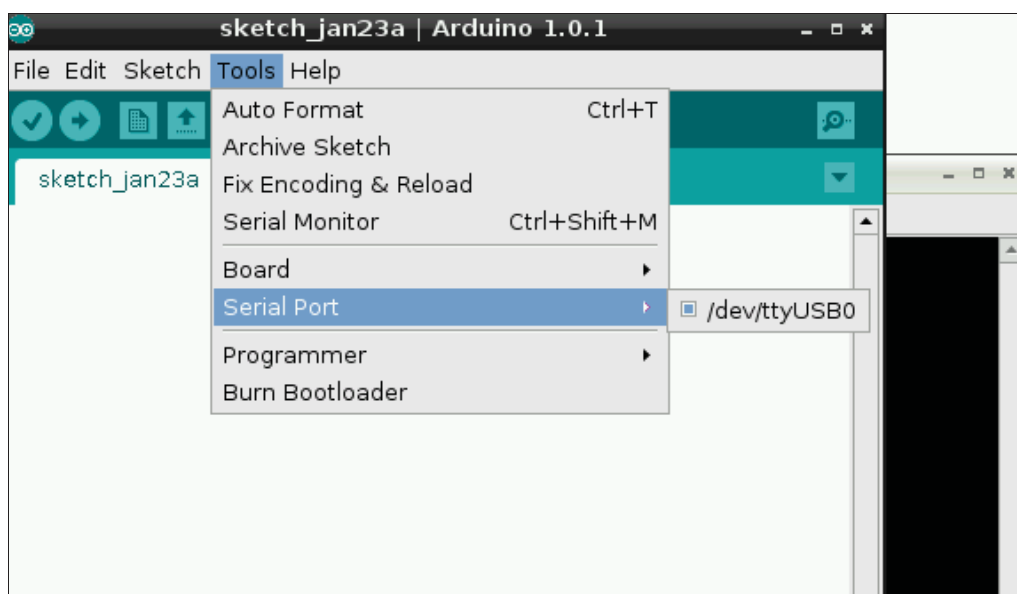 sketch_jan23a | Arduino 1.0.1
File Edit Sketch Tools Help
sketch_jan23a
Auto Format Ctrl+T
Archive Sketch
Fix Encoding & Reload
Serial Monitor Ctrl+Shift+M
Board
Serial Port
/dev/ttyUSB0
Programmer
Burn Bootloader